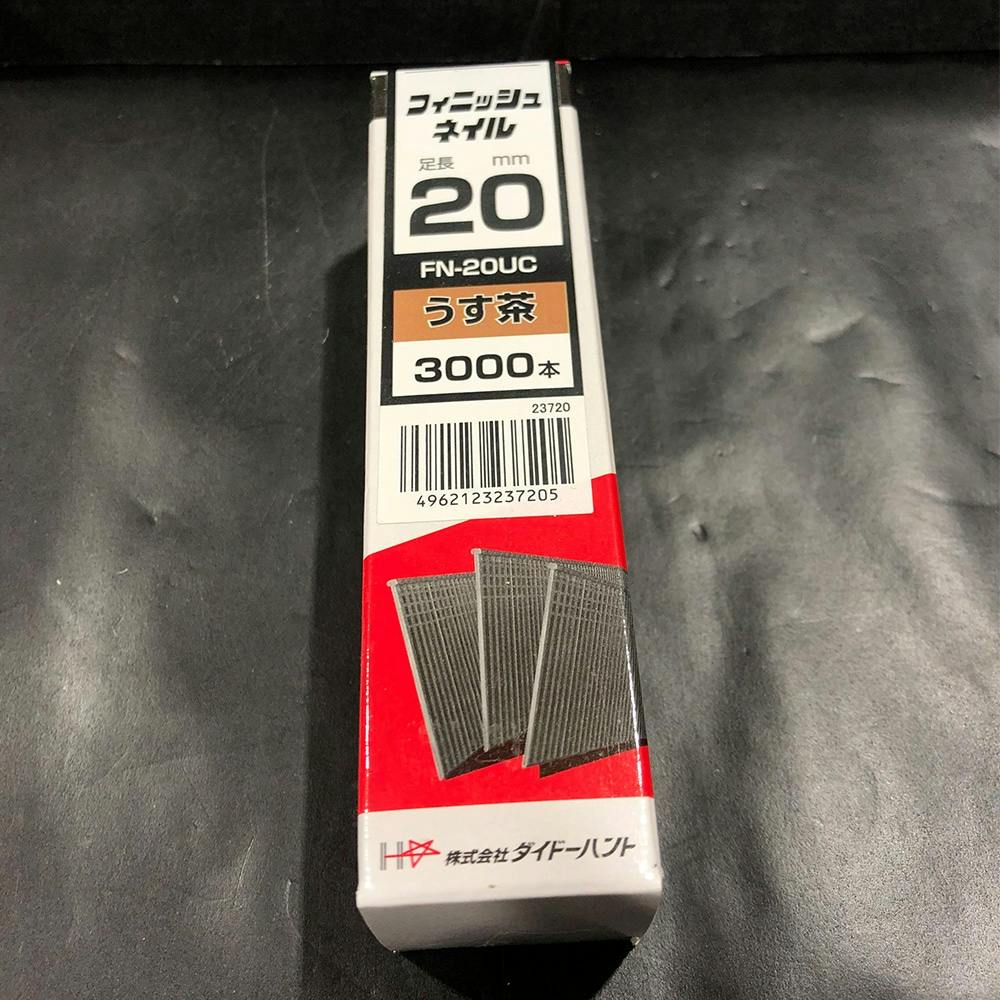 フィニッシュ
ネイル
足長 mm
20
FN-20UC
うす茶
3000本
23720
4962123237205
株式会社 ダイドーハント